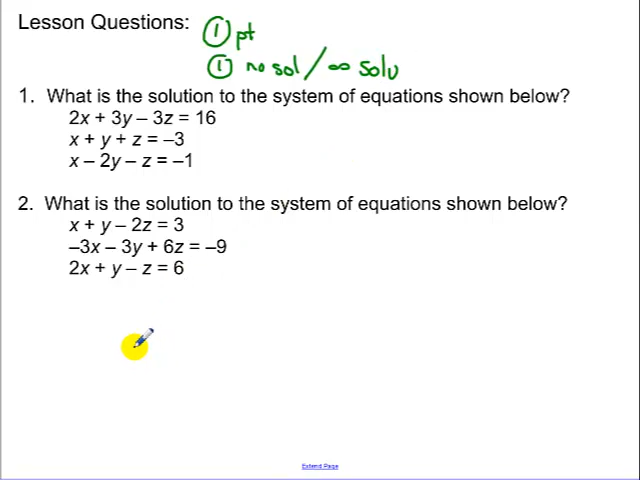 Lesson Questions: ① pt
① no sol / ∞ solu
1. What is the solution to the system of equations shown below?
2x + 3y – 3z = 16
x + y + z = –3
x – 2y – z = –1
2. What is the solution to the system of equations shown below?
x + y – 2z = 3
–3x – 3y + 6z = –9
2x + y – z = 6
Extend Page